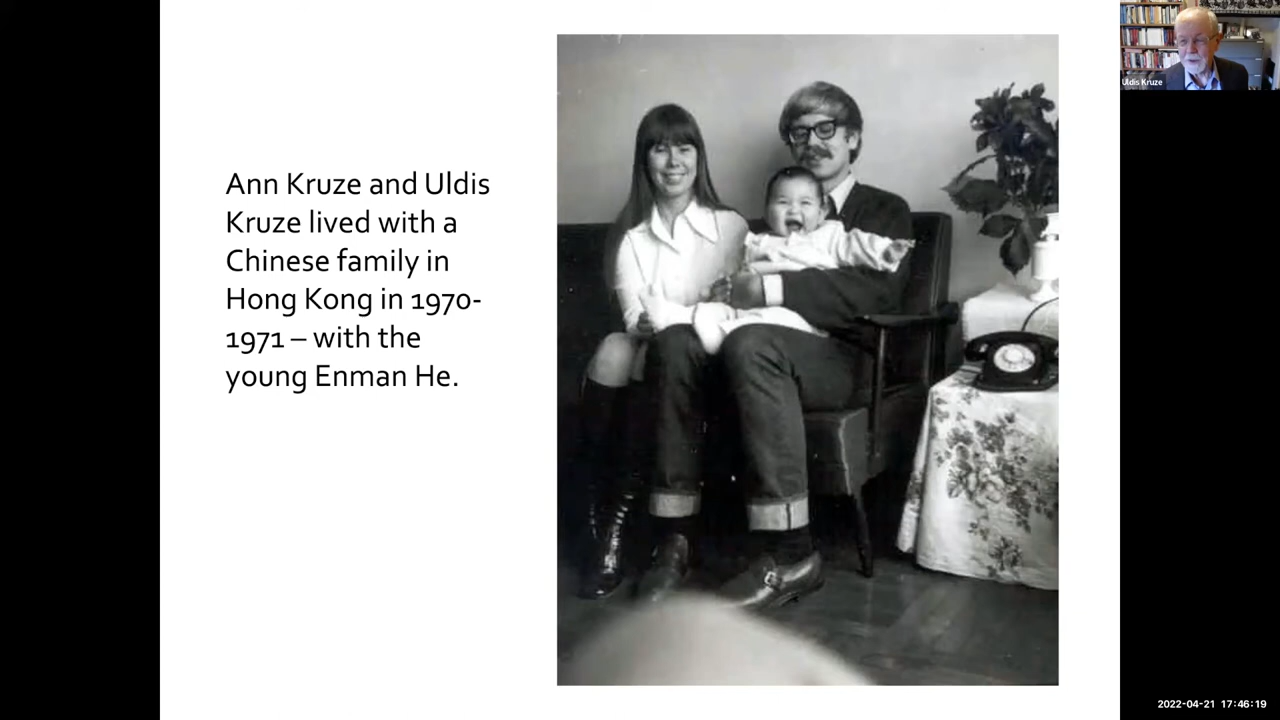 Ann Kruze and Uldis
Kruze lived with a
Chinese family in
Hong Kong in 1970-
1971 – with the
young Enman He.
Uldis Kruze
2022-04-21 17:46:19